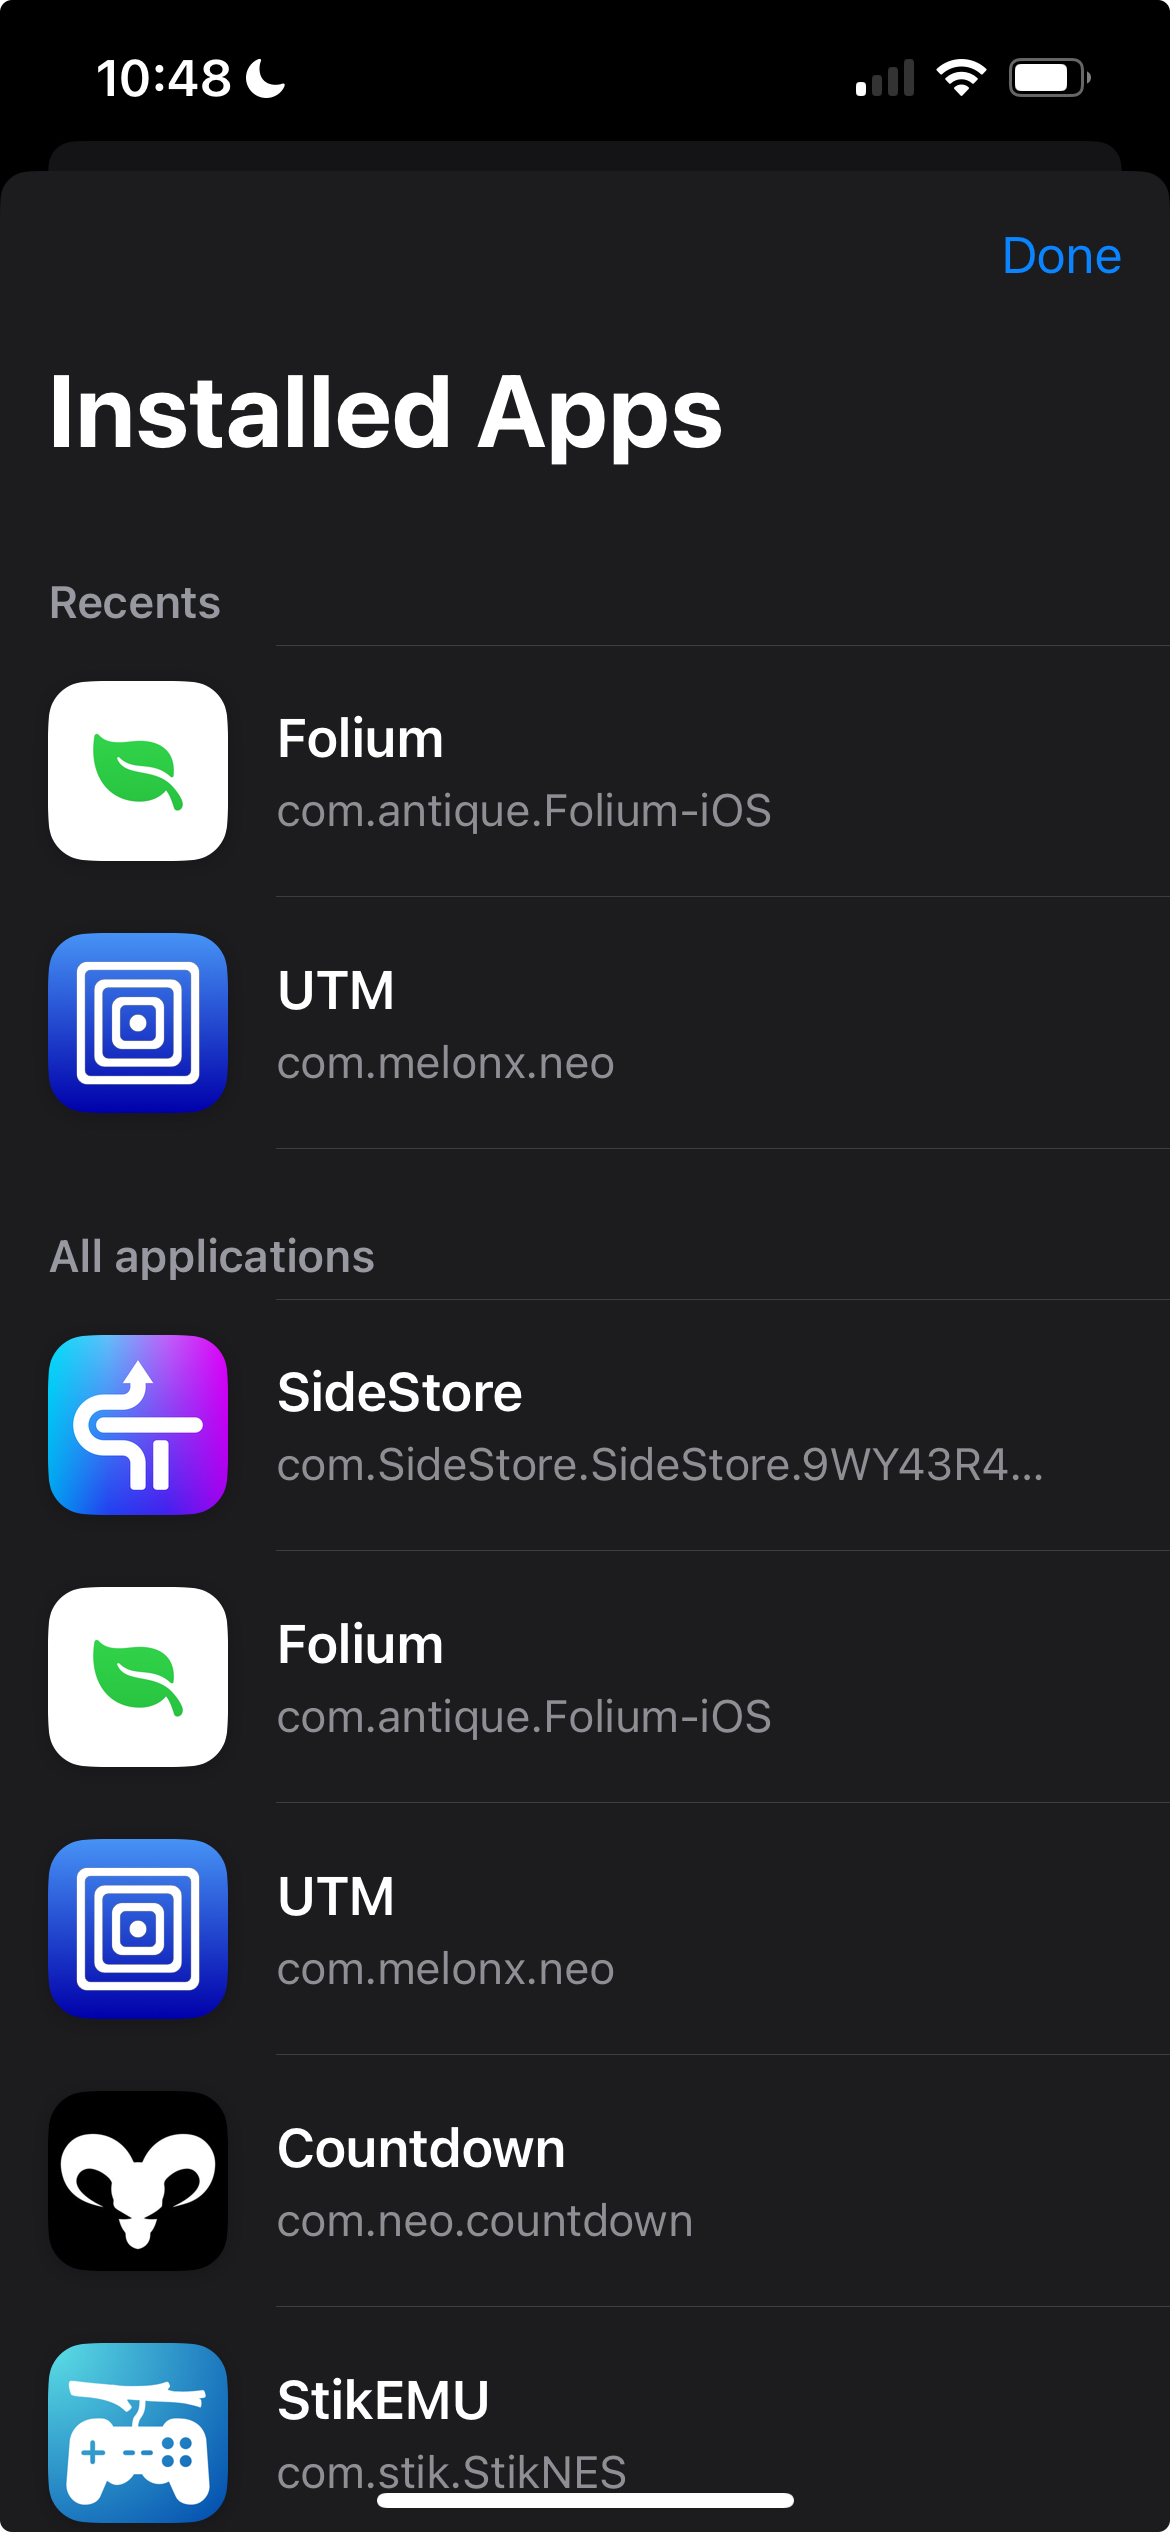 10:48
Done
Installed Apps
Recents
Folium
com.antique.Folium-iOS
UTM
com.melonx.neo
All applications
SideStore
com.SideStore.SideStore.9WY43R4...
Folium
com.antique.Folium-iOS
UTM
com.melonx.neo
Countdown
com.neo.countdown
StikEMU
com.stik.StikNES